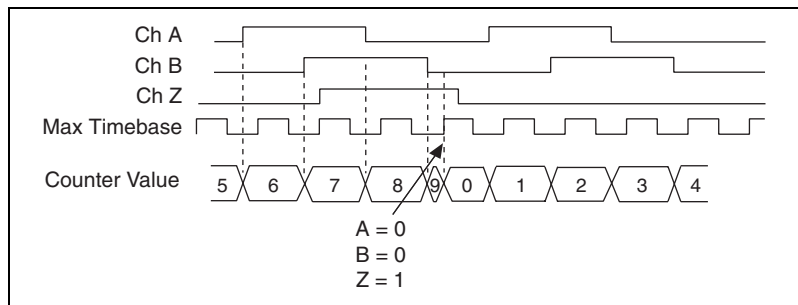 Ch A
Ch B
Ch Z
Max Timebase
Counter Value 5 6 7 8 9 0 1 2 3 4
A = 0
B = 0
Z = 1